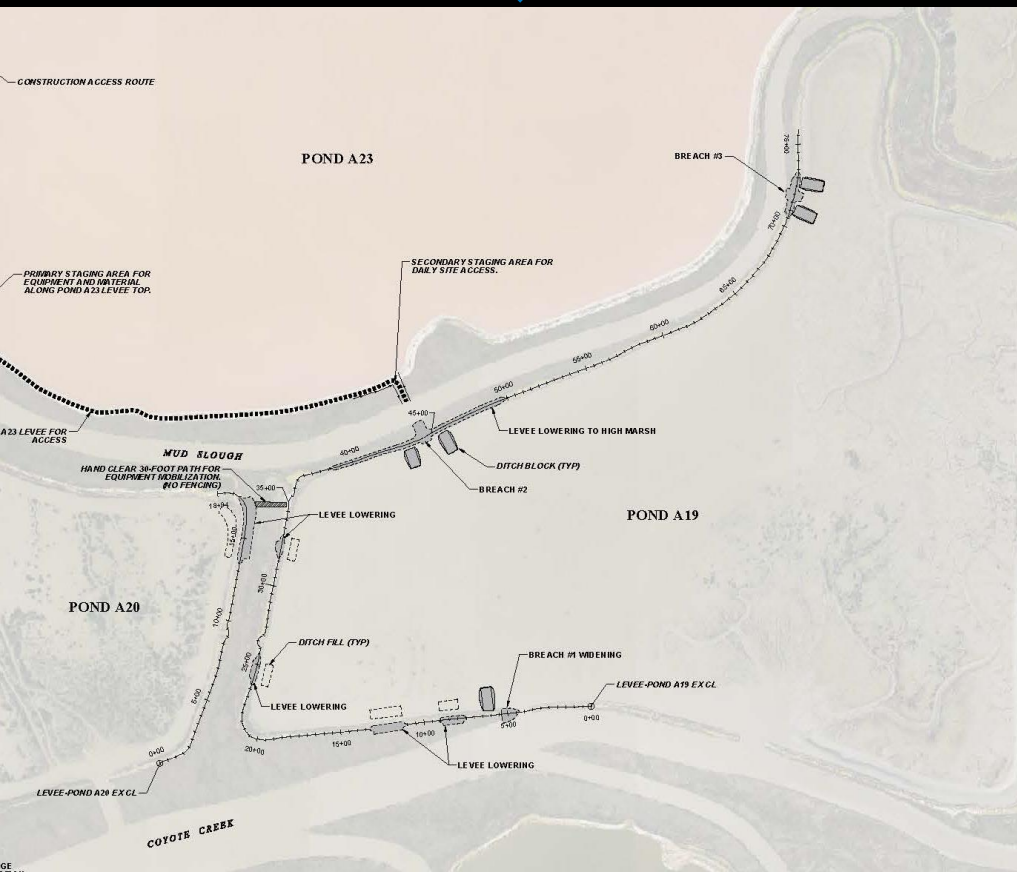 CONSTRUCTION ACCESS ROUTE
POND A23
BREACH #3
76+00
70+00
SECONDARY STAGING AREA FOR
DAILY SITE ACCESS.
PRIMARY STAGING AREA FOR
EQUIPMENT AND MATERIAL
ALONG POND A23 LEVEE TOP.
65+00
60+00
55+00
50+00
45+00
40+00
A23 LEVEE FOR
ACCESS
LEVEE LOWERING TO HIGH MARSH
MUD SLOUGH
HAND CLEAR 30-FOOT PATH FOR
EQUIPMENT MOBILIZATION.
(NO FENCING)
DITCH BLOCK (TYP)
BREACH #2
35+00
LEVEE LOWERING
POND A19
15+00
30+00
POND A20
10+00
DITCH FILL (TYP)
25+00
BREACH #1 WIDENING
LEVEE-POND A19 EXCL
5+00
LEVEE LOWERING
0+00
5+00
10+00
15+00
20+00
0+00
LEVEE LOWERING
LEVEE-POND A20 EXCL
COYOTE CREEK
GE